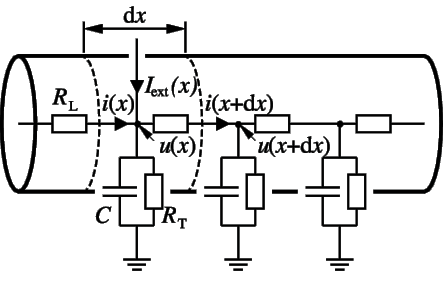 dx
I_ext(x)
R_L i(x) i(x+dx)
u(x) u(x+dx)
C R_T